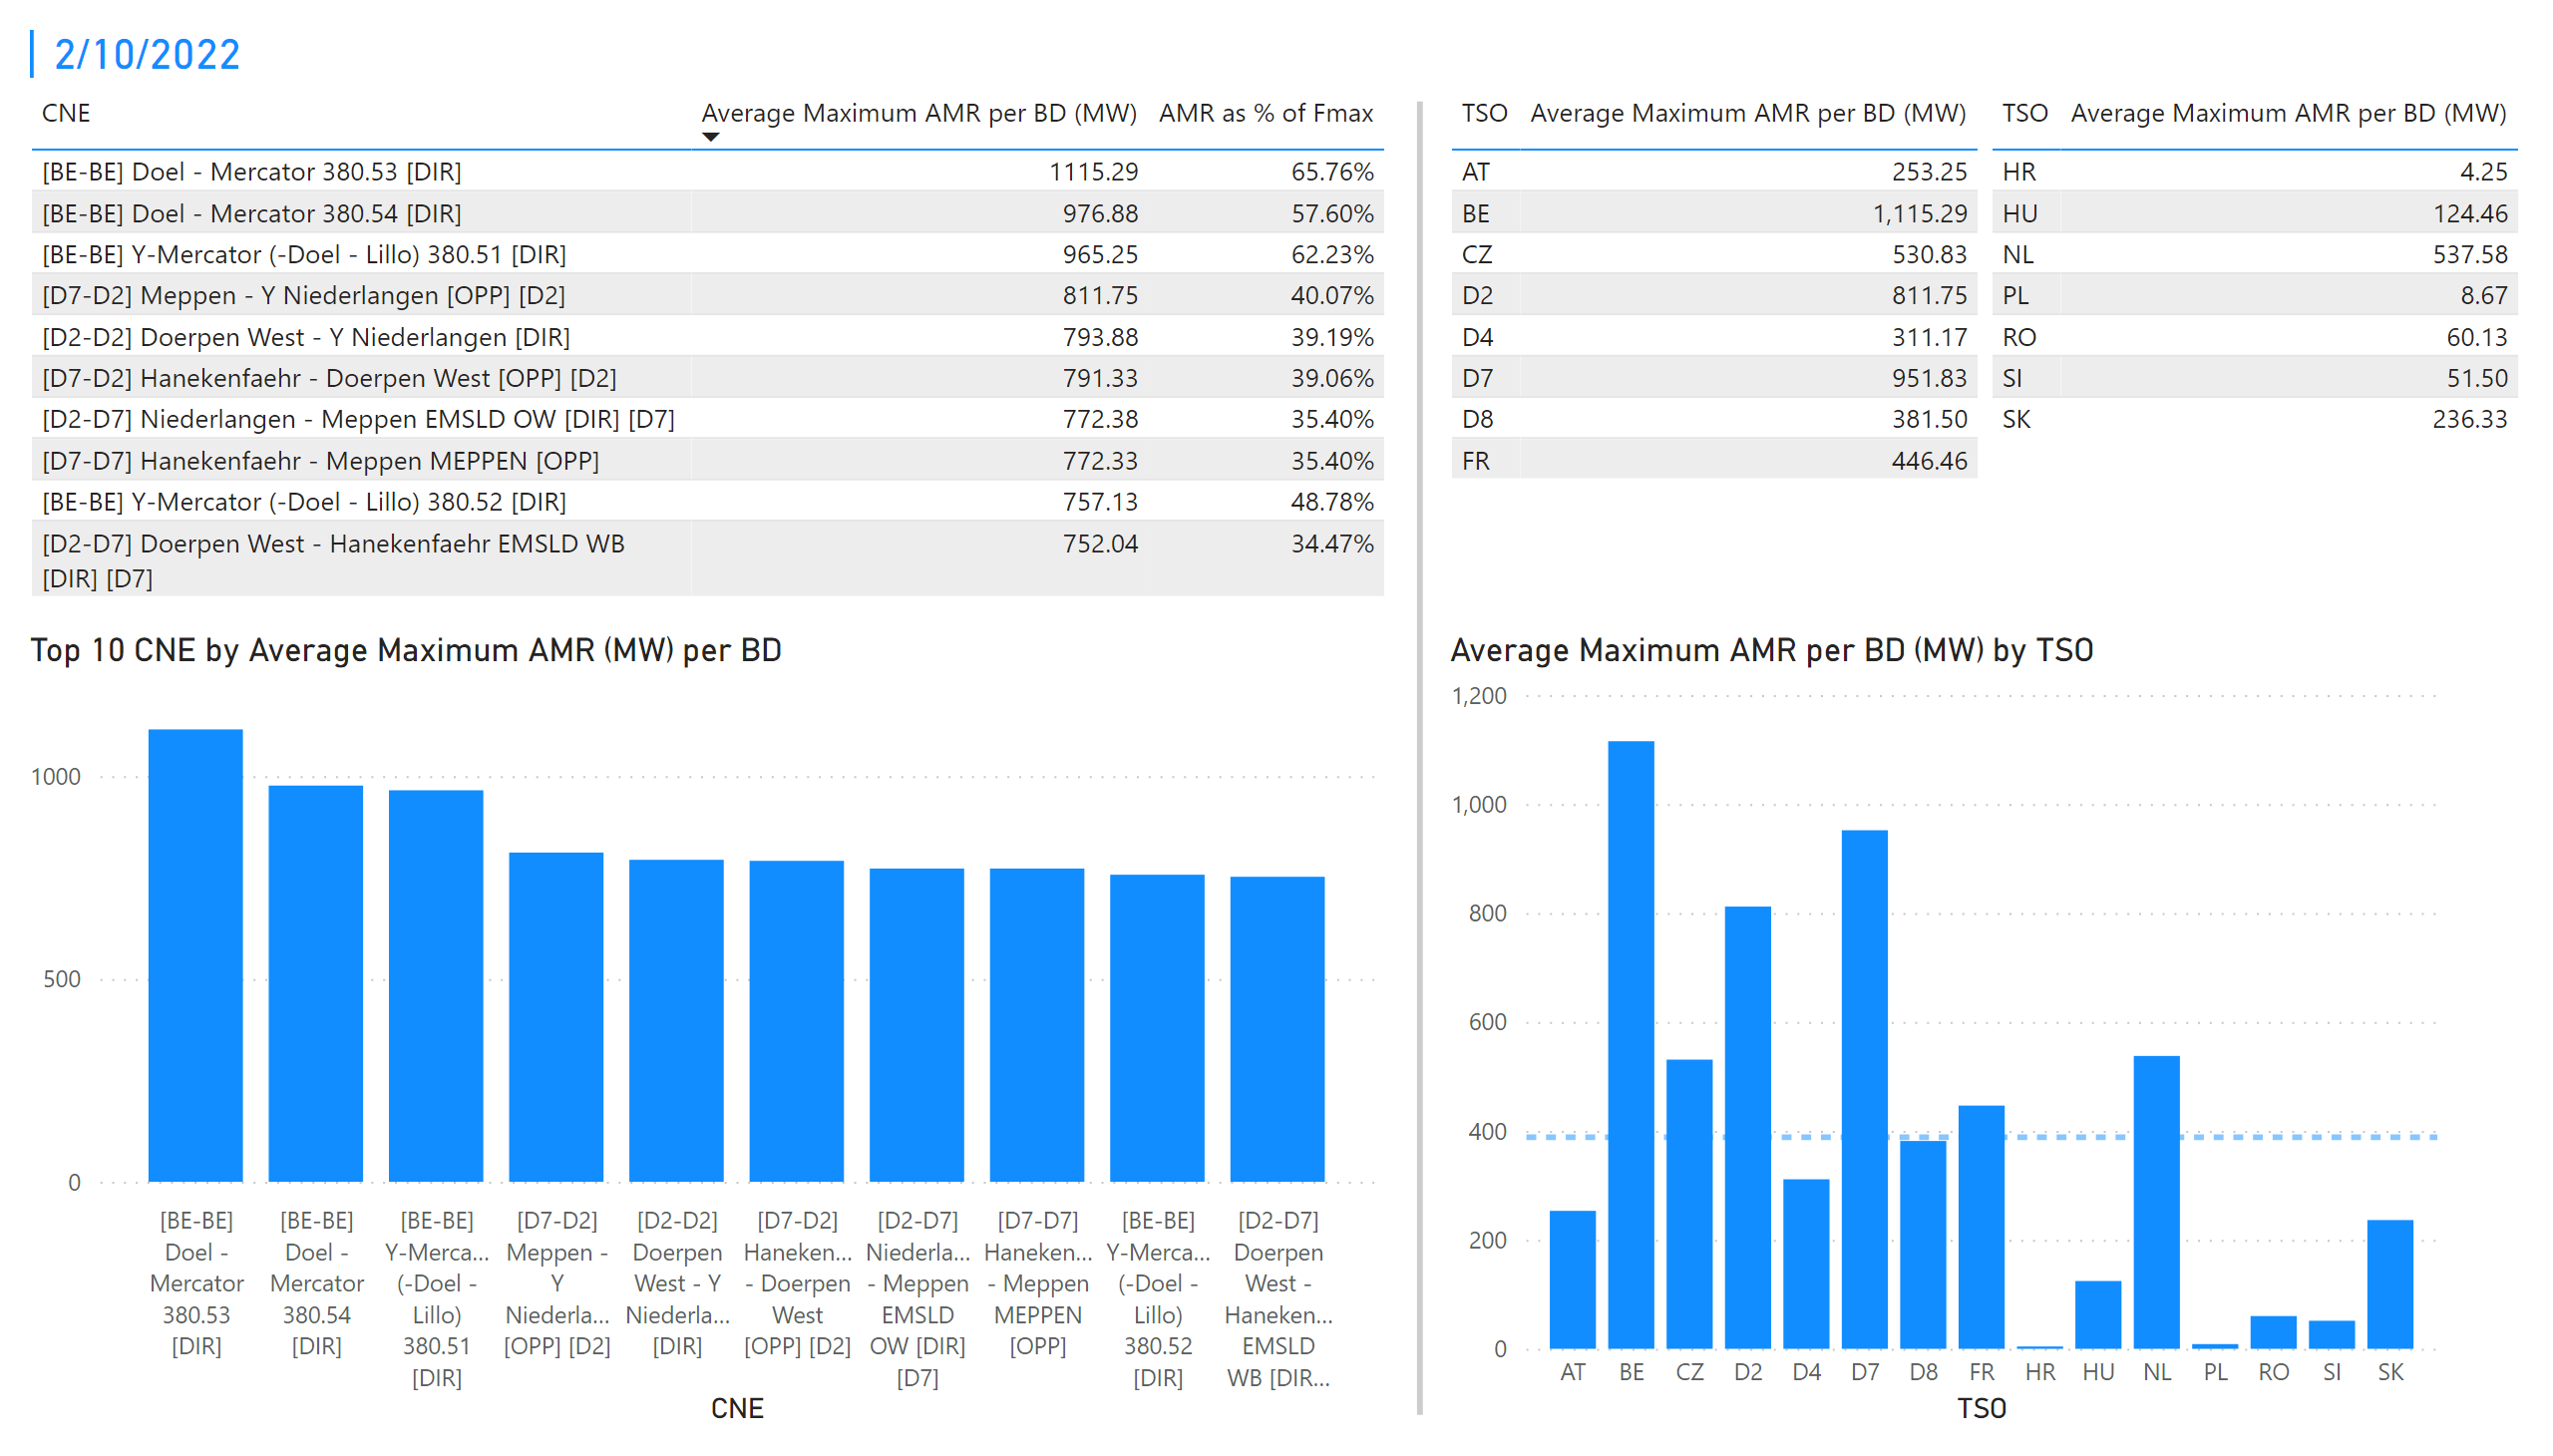 2/10/2022
CNE Average Maximum AMR per BD (MW) AMR as % of Fmax
[BE-BE] Doel - Mercator 380.53 [DIR] 1115.29 65.76%
[BE-BE] Doel - Mercator 380.54 [DIR] 976.88 57.60%
[BE-BE] Y-Mercator (-Doel - Lillo) 380.51 [DIR] 965.25 62.23%
[D7-D2] Meppen - Y Niederlangen [OPP] [D2] 811.75 40.07%
[D2-D2] Doerpen West - Y Niederlangen [DIR] 793.88 39.19%
[D7-D2] Hanekenfaehr - Doerpen West [OPP] [D2] 791.33 39.06%
[D2-D7] Niederlangen - Meppen EMSLD OW [DIR] [D7] 772.38 35.40%
[D7-D7] Hanekenfaehr - Meppen MEPPEN [OPP] 772.33 35.40%
[BE-BE] Y-Mercator (-Doel - Lillo) 380.52 [DIR] 757.13 48.78%
[D2-D7] Doerpen West - Hanekenfaehr EMSLD WB 752.04 34.47%
[DIR] [D7]
TSO Average Maximum AMR per BD (MW)
AT 253.25
BE 1,115.29
CZ 530.83
D2 811.75
D4 311.17
D7 951.83
D8 381.50
FR 446.46
TSO Average Maximum AMR per BD (MW)
HR 4.25
HU 124.46
NL 537.58
PL 8.67
RO 60.13
SI 51.50
SK 236.33
Top 10 CNE by Average Maximum AMR (MW) per BD
1000
500
0
[BE-BE]
Doel -
Mercator
380.53
[DIR]
[BE-BE]
Doel -
Mercator
380.54
[DIR]
[BE-BE]
Y-Merca...
(-Doel -
Lillo)
380.51
[DIR]
[D7-D2]
Meppen -
Y
Niederla...
[OPP] [D2]
[D2-D2]
Doerpen
West - Y
Niederla...
[DIR]
[D7-D2]
Haneken...
- Doerpen
West
[OPP] [D2]
[D2-D7]
Niederla...
- Meppen
EMSLD
OW [DIR]
[D7]
[D7-D7]
Haneken...
- Meppen
MEPPEN
[OPP]
[BE-BE]
Y-Merca...
(-Doel -
Lillo)
380.52
[DIR]
[D2-D7]
Doerpen
West -
Haneken...
EMSLD
WB [DIR...
CNE
Average Maximum AMR per BD (MW) by TSO
1,200
1,000
800
600
400
200
0
AT BE CZ D2 D4 D7 D8 FR HR HU NL PL RO SI SK
TSO